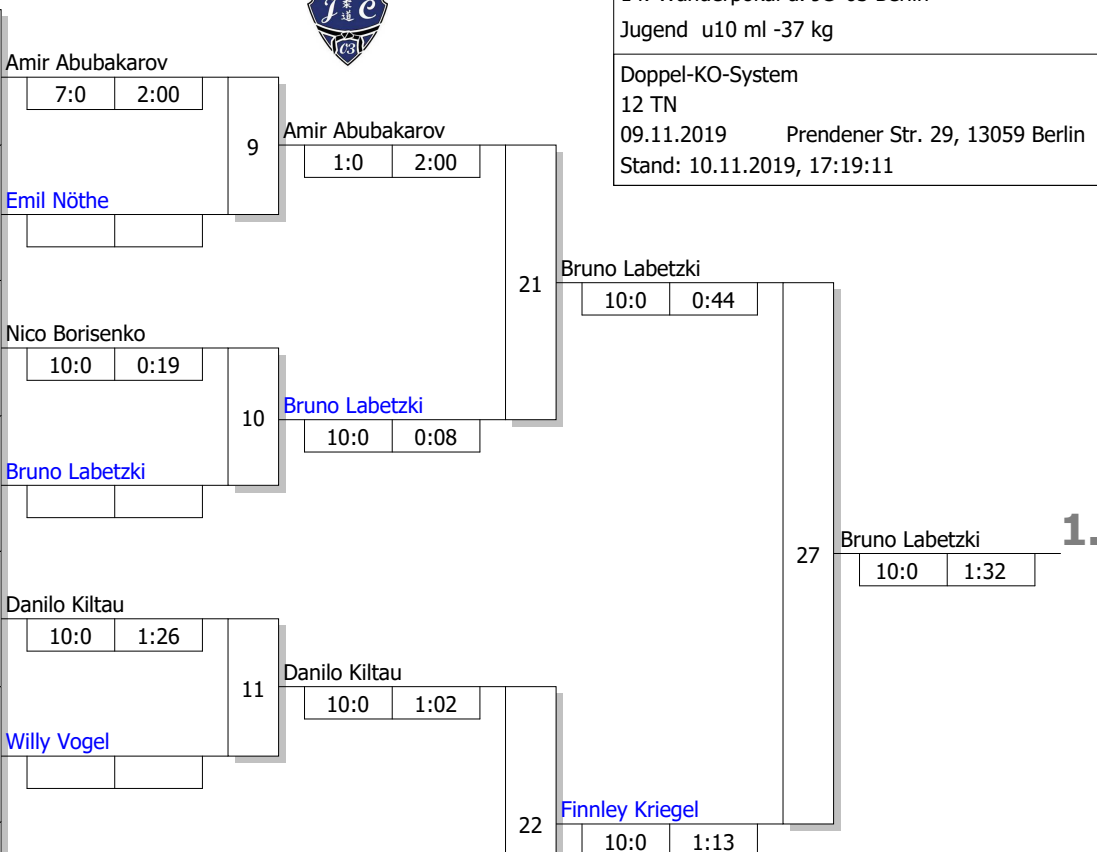 J C
柔道
03
Jugend u10 ml -37 kg
Doppel-KO-System
12 TN
09.11.2019 Prendener Str. 29, 13059 Berlin
Stand: 10.11.2019, 17:19:11
Amir Abubakarov
7:0 2:00
9
Emil Nöthe
Amir Abubakarov
1:0 2:00
21
Nico Borisenko
10:0 0:19
10
Bruno Labetzki
Bruno Labetzki
10:0 0:08
Bruno Labetzki
10:0 0:44
27
Bruno Labetzki 1.
10:0 1:32
Danilo Kiltau
10:0 1:26
11
Willy Vogel
Danilo Kiltau
10:0 1:02
22
Finnley Kriegel
10:0 1:13